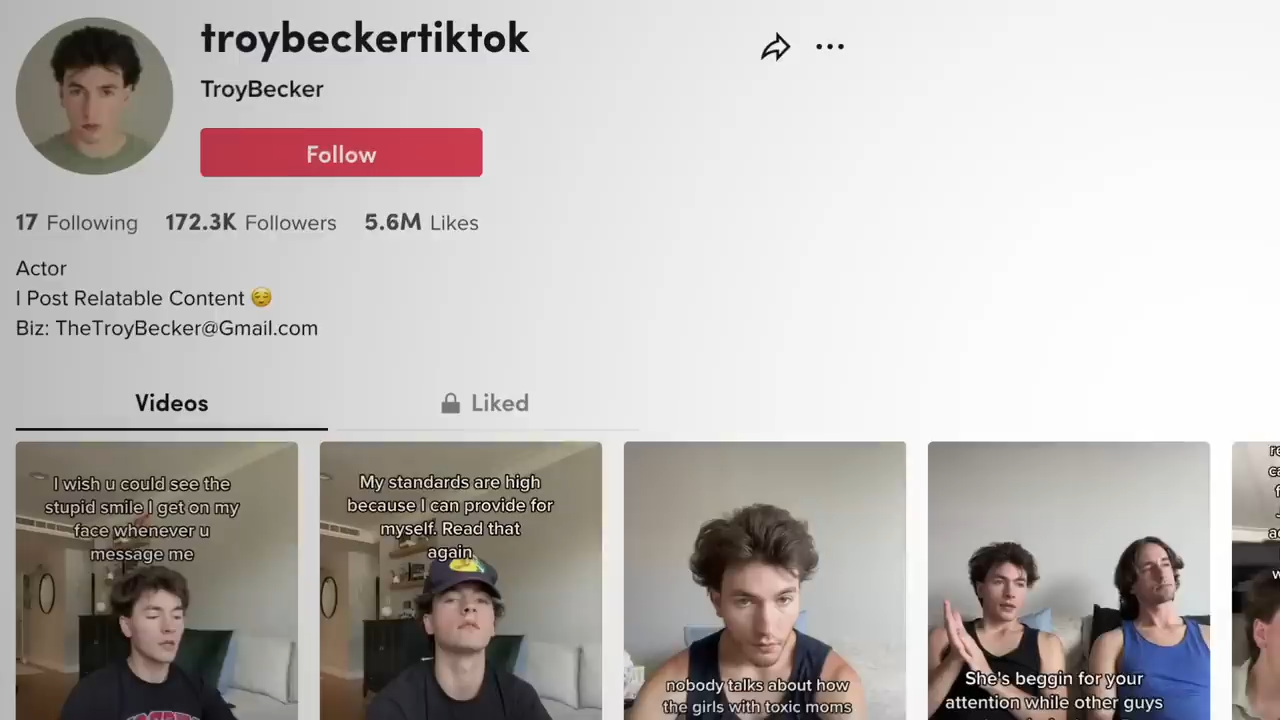 troybeckertiktok
TroyBecker
Follow
17 Following 172.3K Followers 5.6M Likes
Actor
I Post Relatable Content 😌
Biz: TheTroyBecker@Gmail.com
Videos
Liked
I wish u could see the
stupid smile I get on my
face whenever u
message me
My standards are high
because I can provide for
myself. Read that
again.
nobody talks about how
the girls with toxic moms
She's beggin for your
attention while other guys